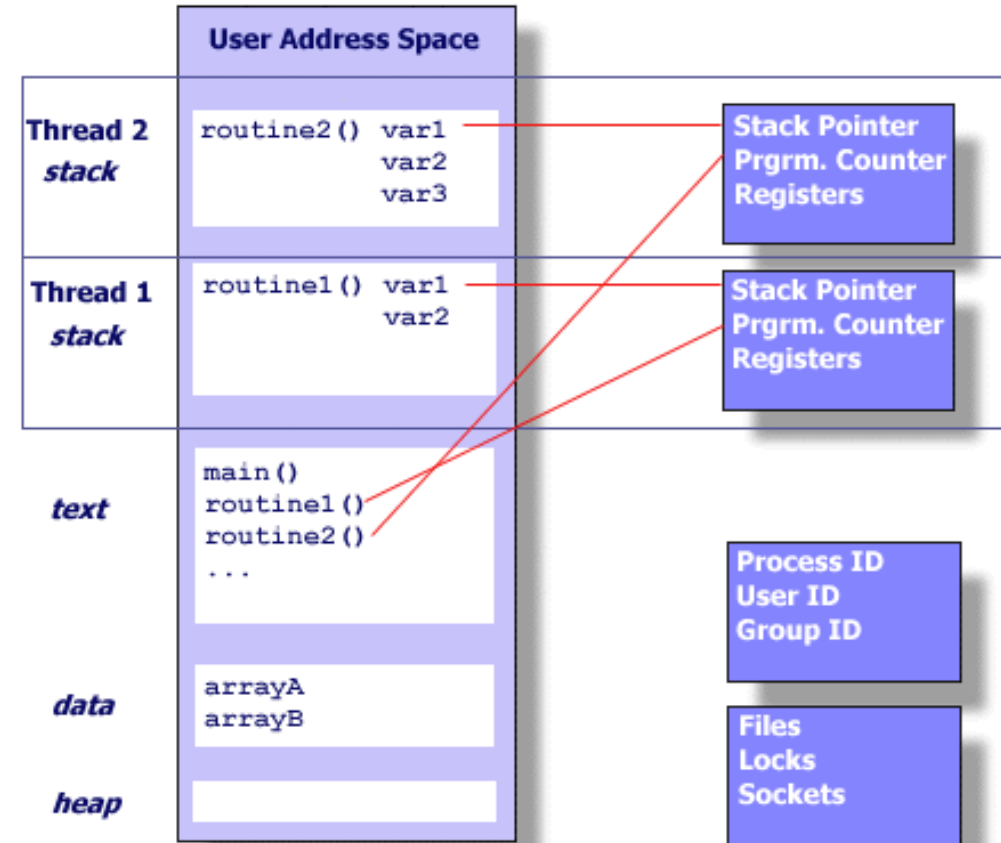 User Address Space
Thread 2
stack
routine2() var1
var2
var3
Stack Pointer
Prgrm. Counter
Registers
Thread 1
stack
routine1() var1
var2
Stack Pointer
Prgrm. Counter
Registers
text
main()
routine1()
routine2()
...
Process ID
User ID
Group ID
data
arrayA
arrayB
Files
Locks
Sockets
heap